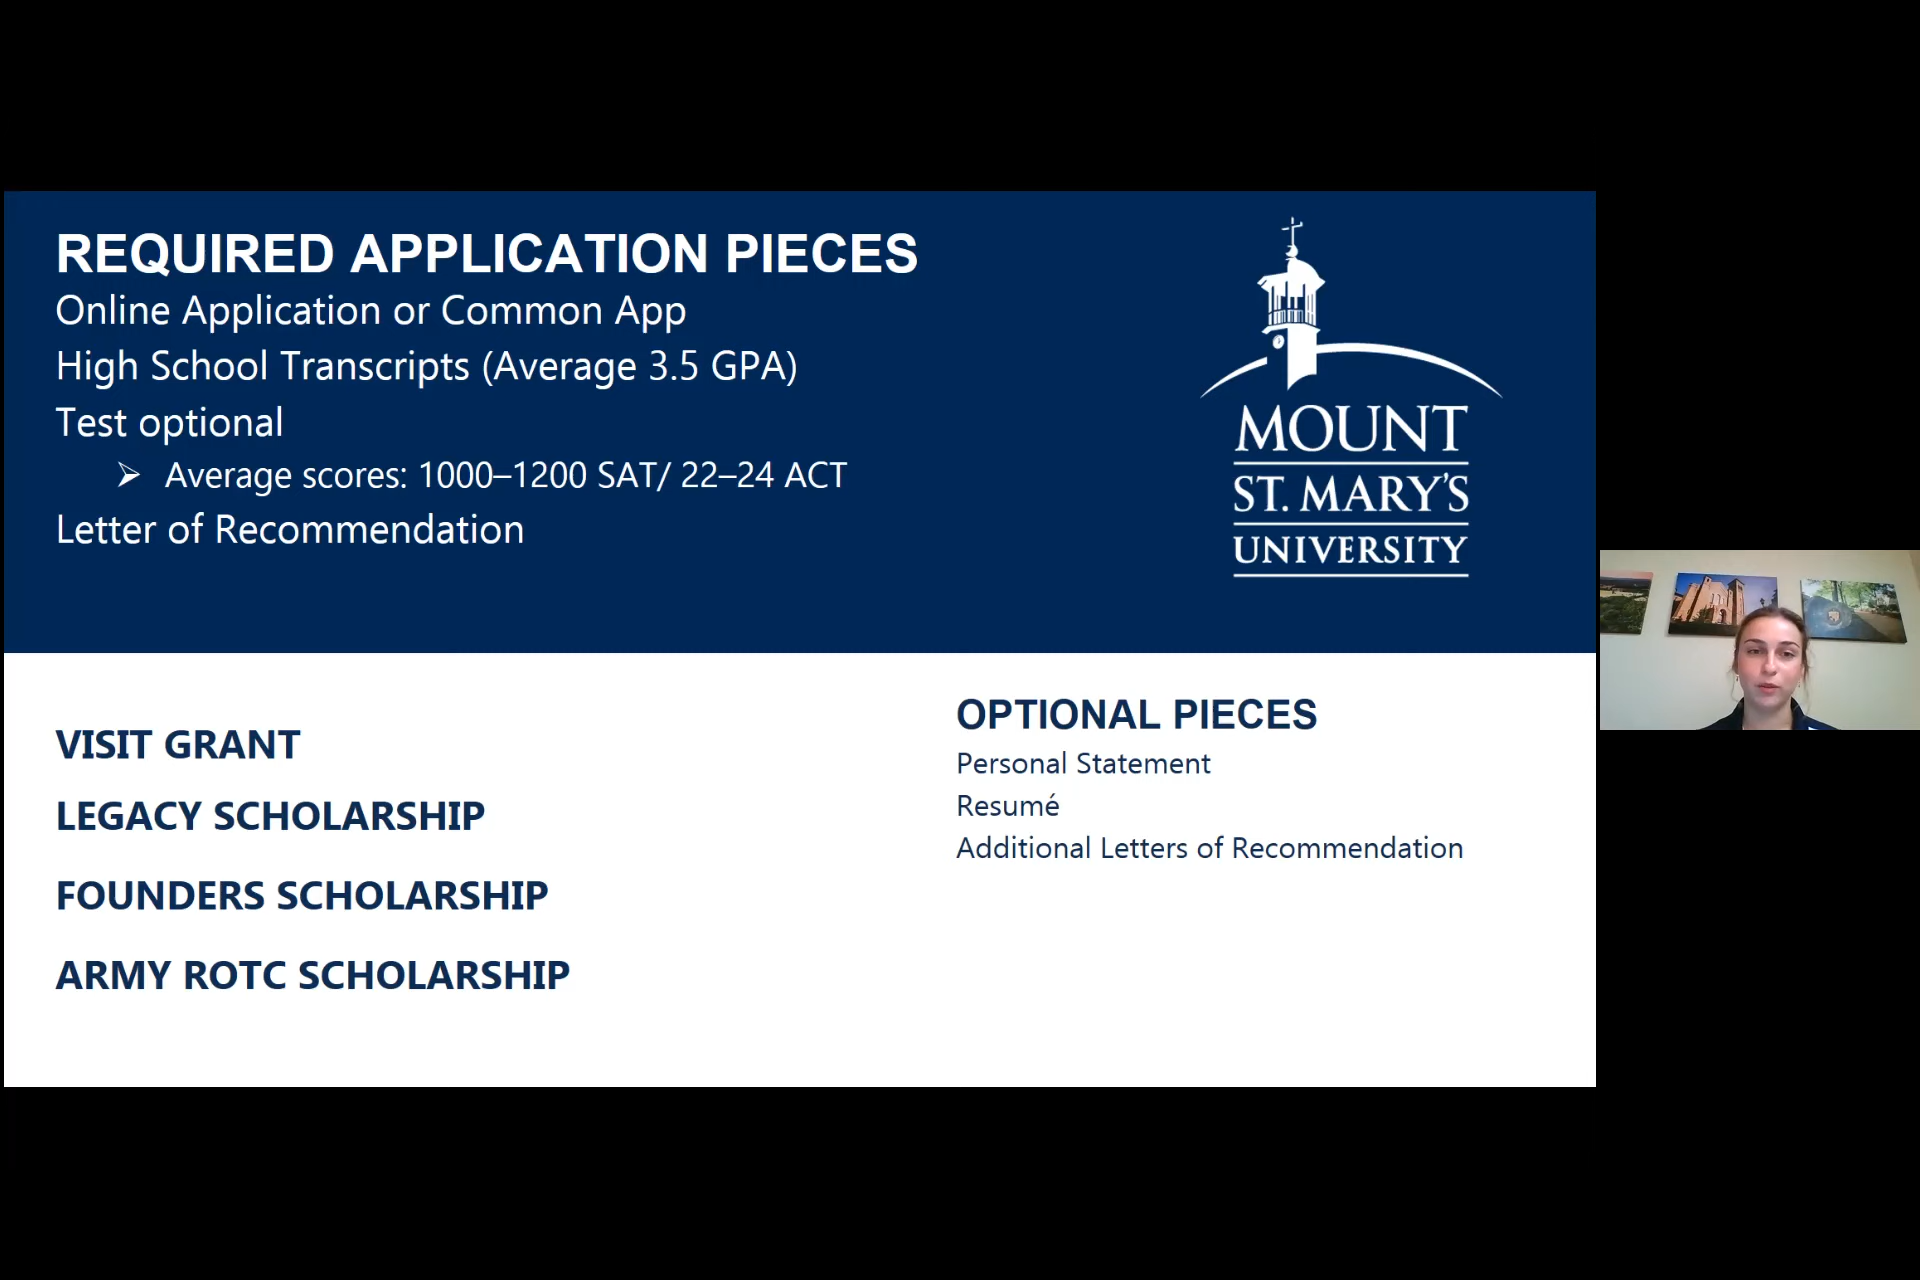 REQUIRED APPLICATION PIECES
Online Application or Common App
High School Transcripts (Average 3.5 GPA)
Test optional
➢ Average scores: 1000–1200 SAT/ 22–24 ACT
Letter of Recommendation
MOUNT
ST. MARY'S
UNIVERSITY
VISIT GRANT
LEGACY SCHOLARSHIP
FOUNDERS SCHOLARSHIP
ARMY ROTC SCHOLARSHIP
OPTIONAL PIECES
Personal Statement
Resumé
Additional Letters of Recommendation